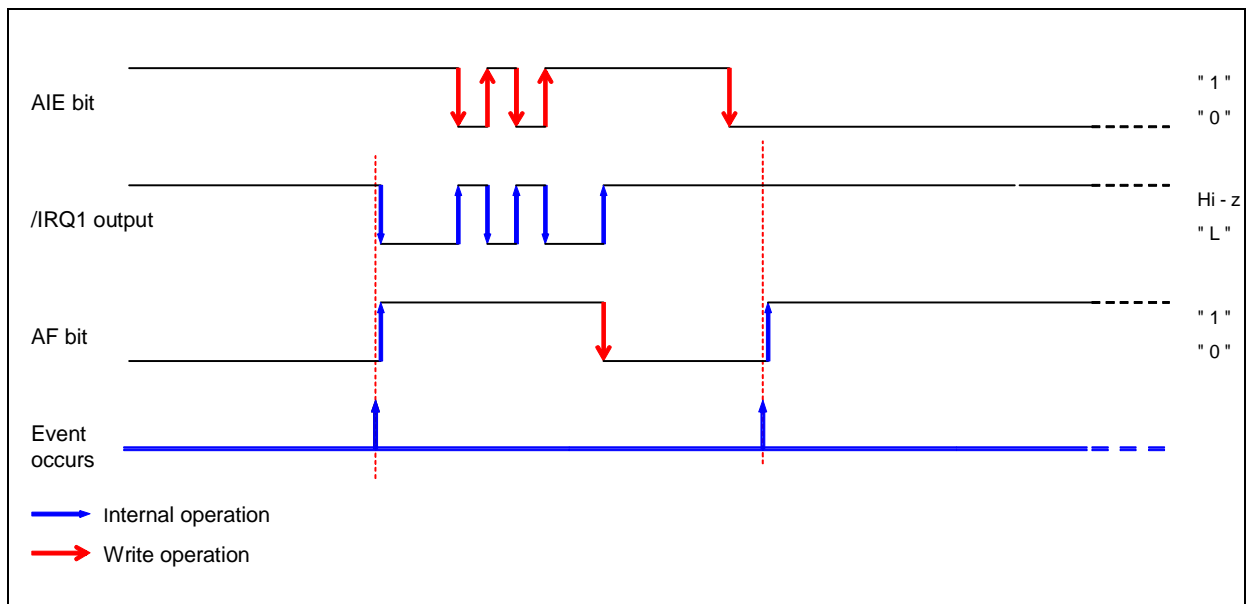 AIE bit
" 1 "
" 0 "
/IRQ1 output
Hi - z
" L "
AF bit
" 1 "
" 0 "
Event
occurs
Internal operation
Write operation